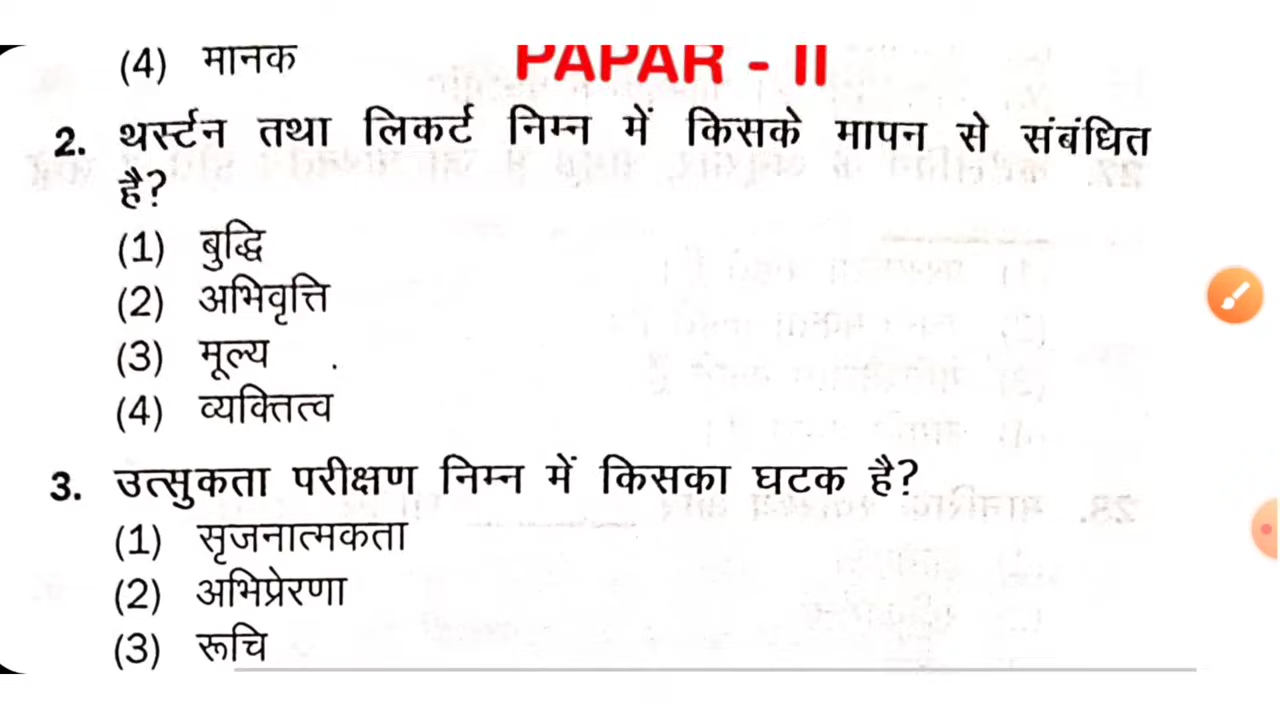 (4) मानक
PAPAR - II
2. थर्स्टन तथा लिकर्ट निम्न में किसके मापन से संबंधित
है?
(1) बुद्धि
(2) अभिवृत्ति
(3) मूल्य
(4) व्यक्तित्व
3. उत्सुकता परीक्षण निम्न में किसका घटक है?
(1) सृजनात्मकता
(2) अभिप्रेरणा
(3) रूचि